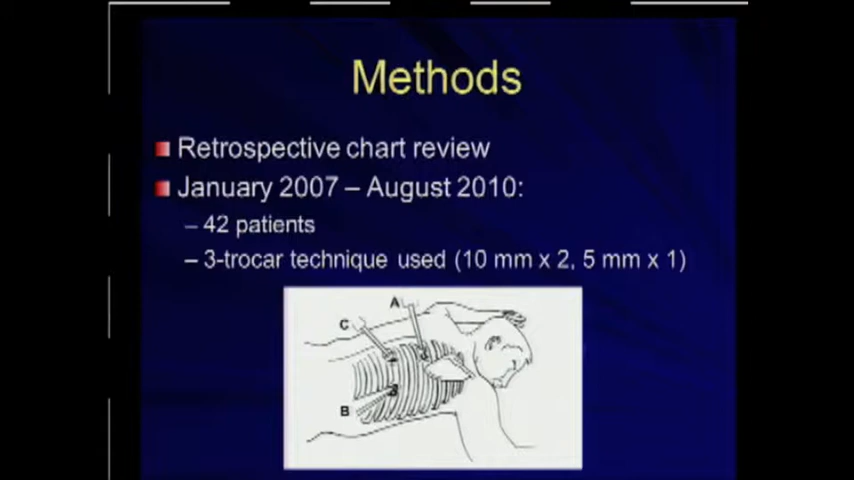 Methods
Retrospective chart review
January 2007 – August 2010:
– 42 patients
– 3-trocar technique used (10 mm x 2, 5 mm x 1)
A
C
B